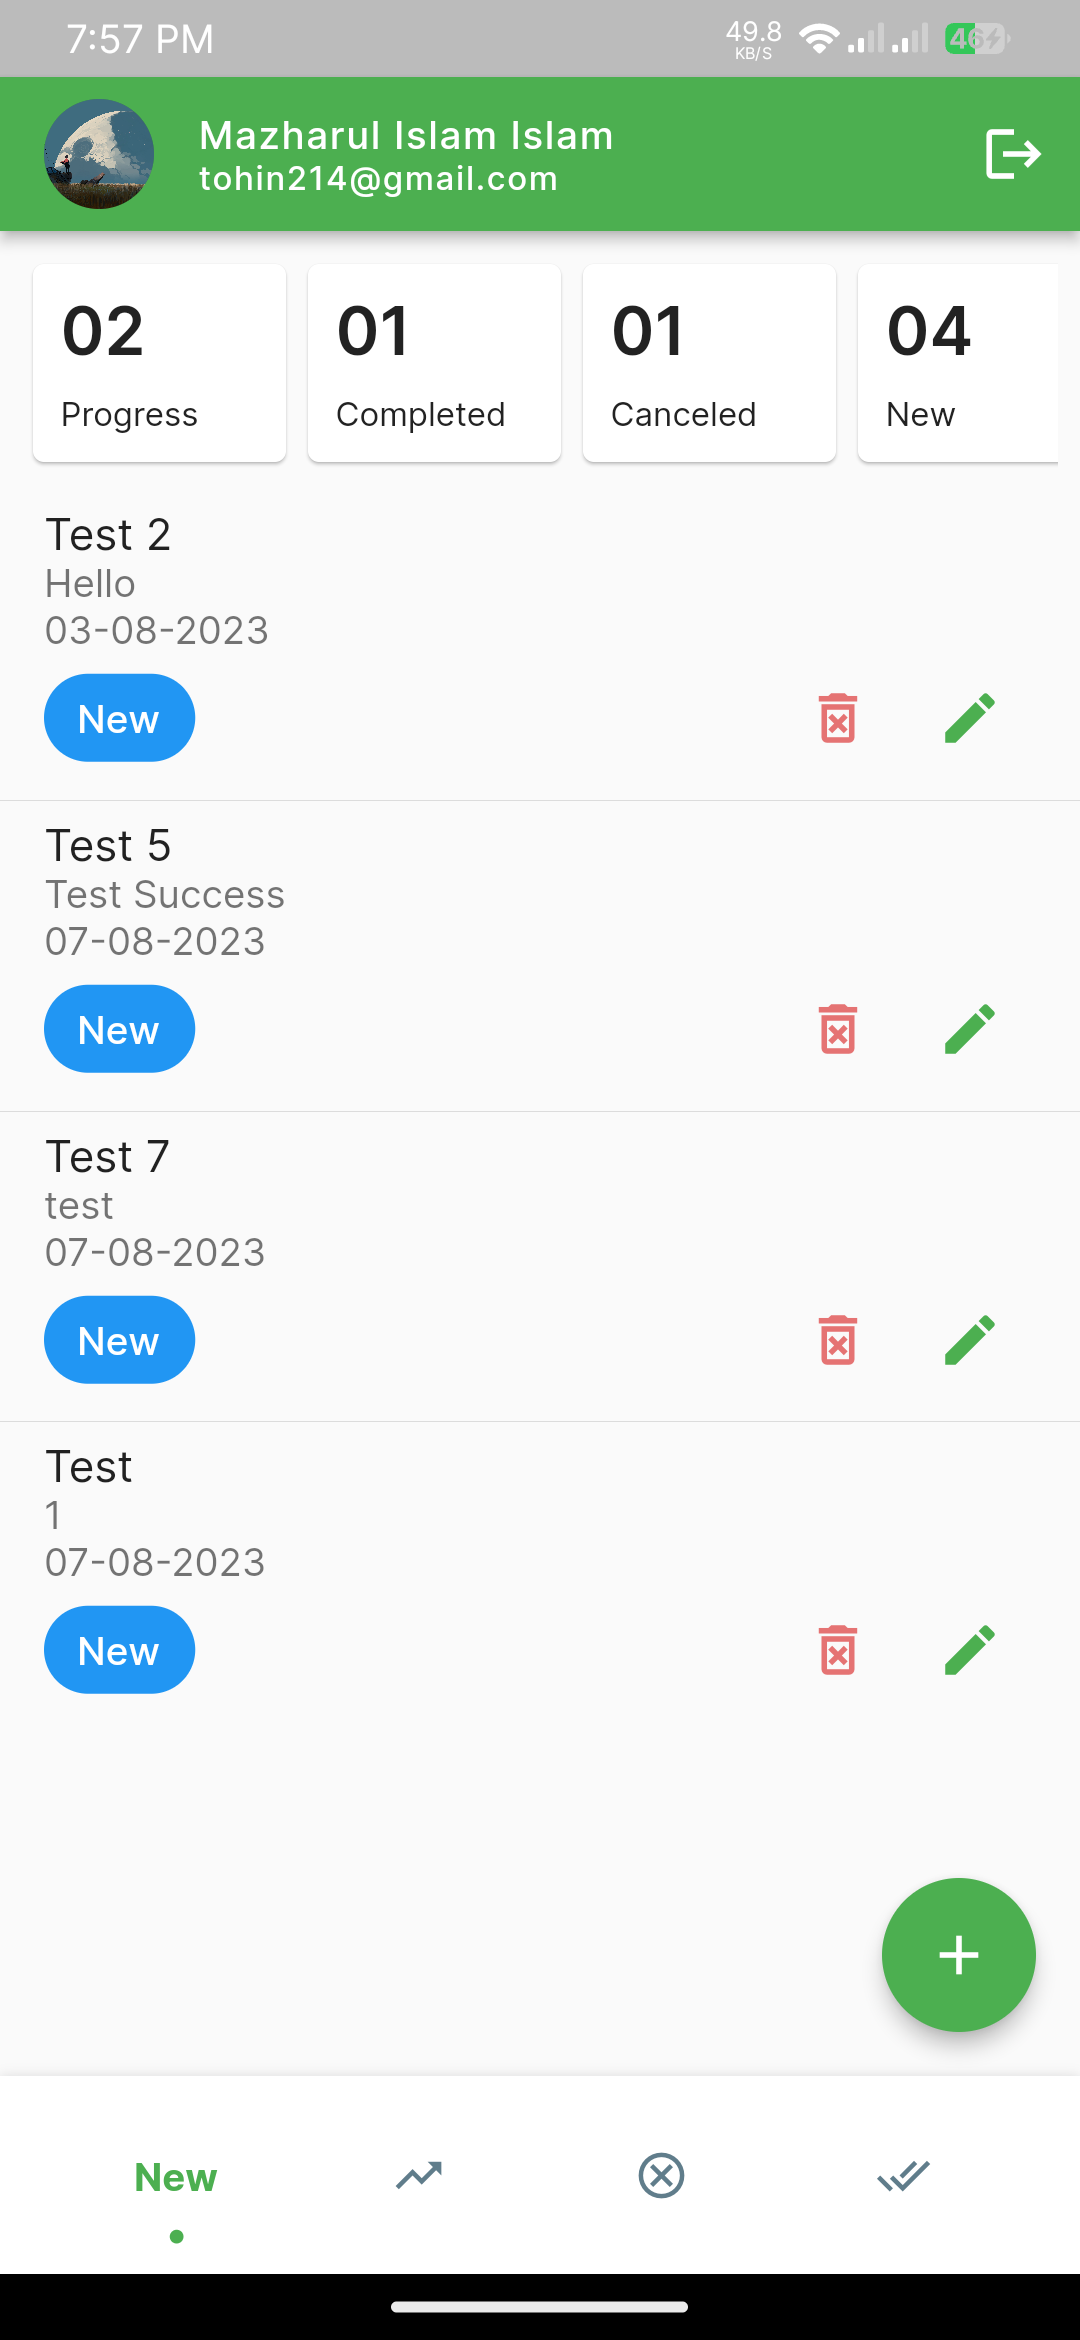 7:57 PM
49.8
KB/S
46
Mazharul Islam Islam
tohin214@gmail.com
02
Progress
01
Completed
01
Canceled
04
New
Test 2
Hello
03-08-2023
New
Test 5
Test Success
07-08-2023
New
Test 7
test
07-08-2023
New
Test
1
07-08-2023
New
New